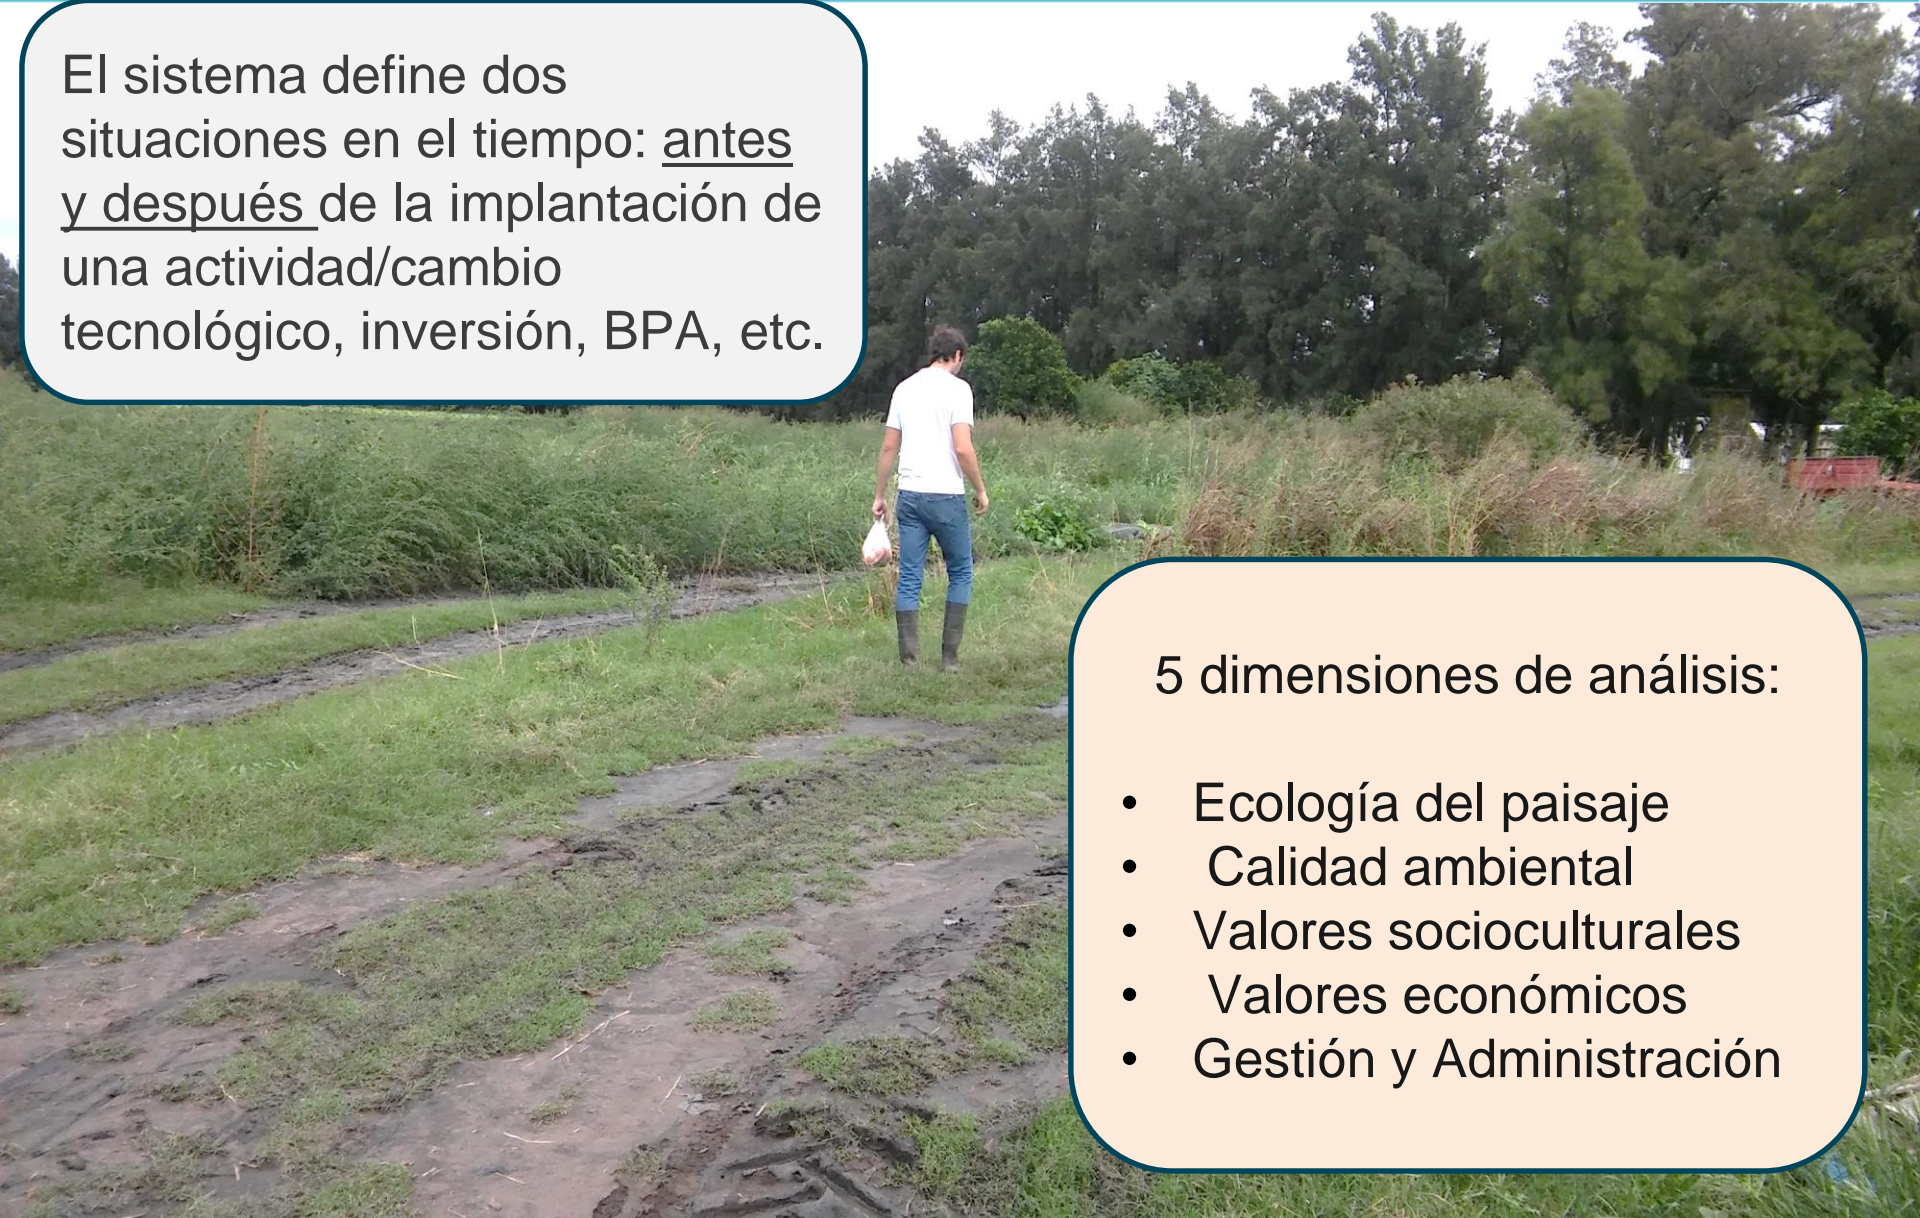 El sistema define dos
situaciones en el tiempo: antes
y después de la implantación de
una actividad/cambio
tecnológico, inversión, BPA, etc.
5 dimensiones de análisis:
• Ecología del paisaje
• Calidad ambiental
• Valores socioculturales
• Valores económicos
• Gestión y Administración